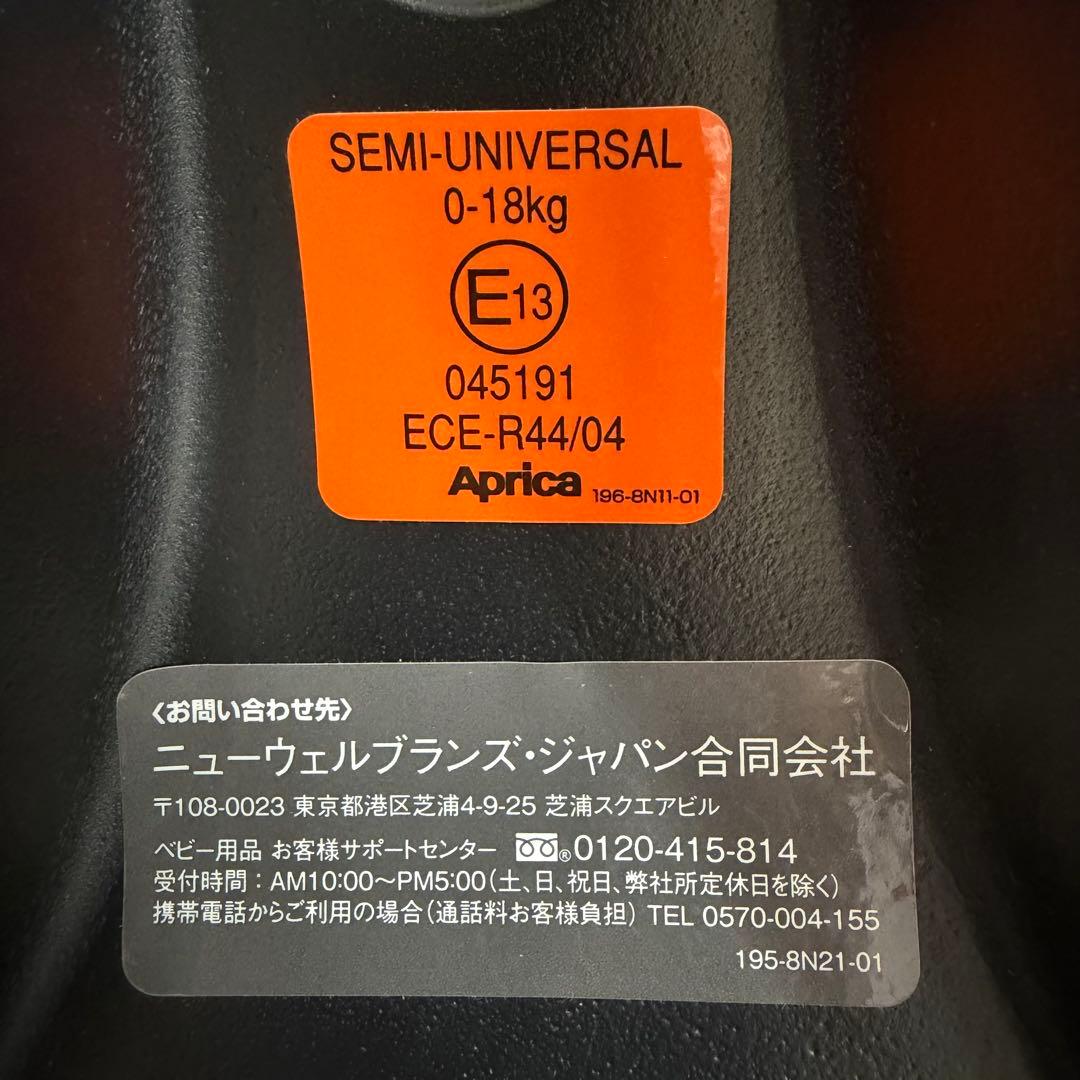 SEMI-UNIVERSAL
0-18kg
E13
045191
ECE-R44/04
Aprica 196-8N11-01
〈お問い合わせ先〉
ニューウェルブランズ・ジャパン合同会社
〒108-0023 東京都港区芝浦4-9-25 芝浦スクエアビル
ベビー用品 お客様サポートセンター ®0120-415-814
受付時間：AM10:00〜PM5:00（土、日、祝日、弊社所定休日を除く）
携帯電話からご利用の場合（通話料お客様負担） TEL 0570-004-155
195-8N21-01